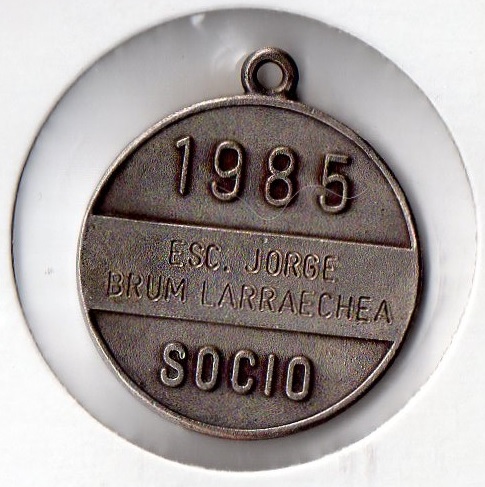 1985
ESC. JORGE
BRUM LARRAECHEA
SOCIO